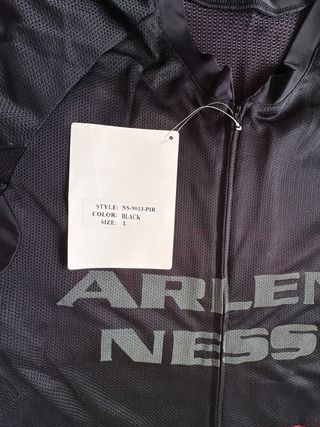 STYLE: NS-9013-PIR
COLOR: BLACK
SIZE: L
ARLEN
NESS